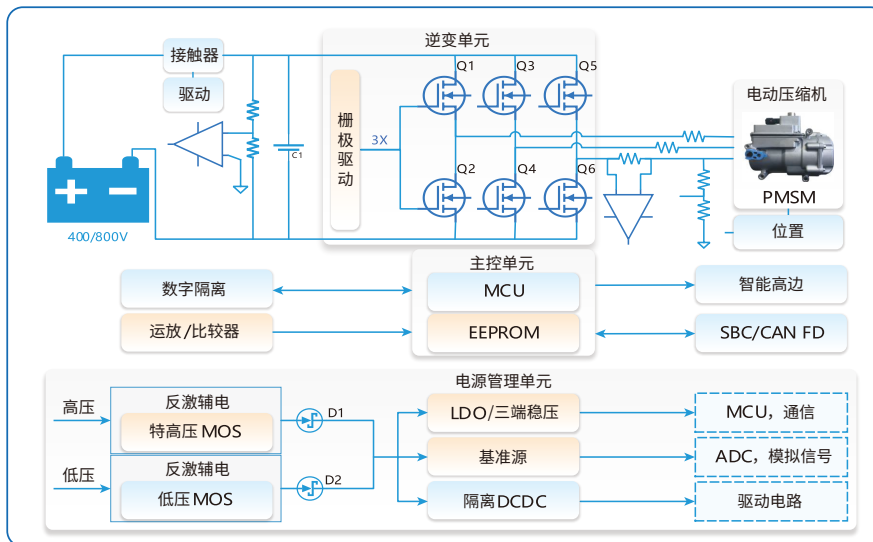 逆变单元
接触器
驱动
C1
400/800V
栅极驱动
3X
Q1
Q3
Q5
Q2
Q4
Q6
电动压缩机
PMSM
位置
主控单元
数字隔离
MCU
智能高边
运放/比较器
EEPROM
SBC/CAN FD
电源管理单元
高压
反激辅电
特高压MOS
D1
LDO/三端稳压
MCU，通信
基准源
ADC，模拟信号
低压
反激辅电
低压MOS
D2
隔离DCDC
驱动电路